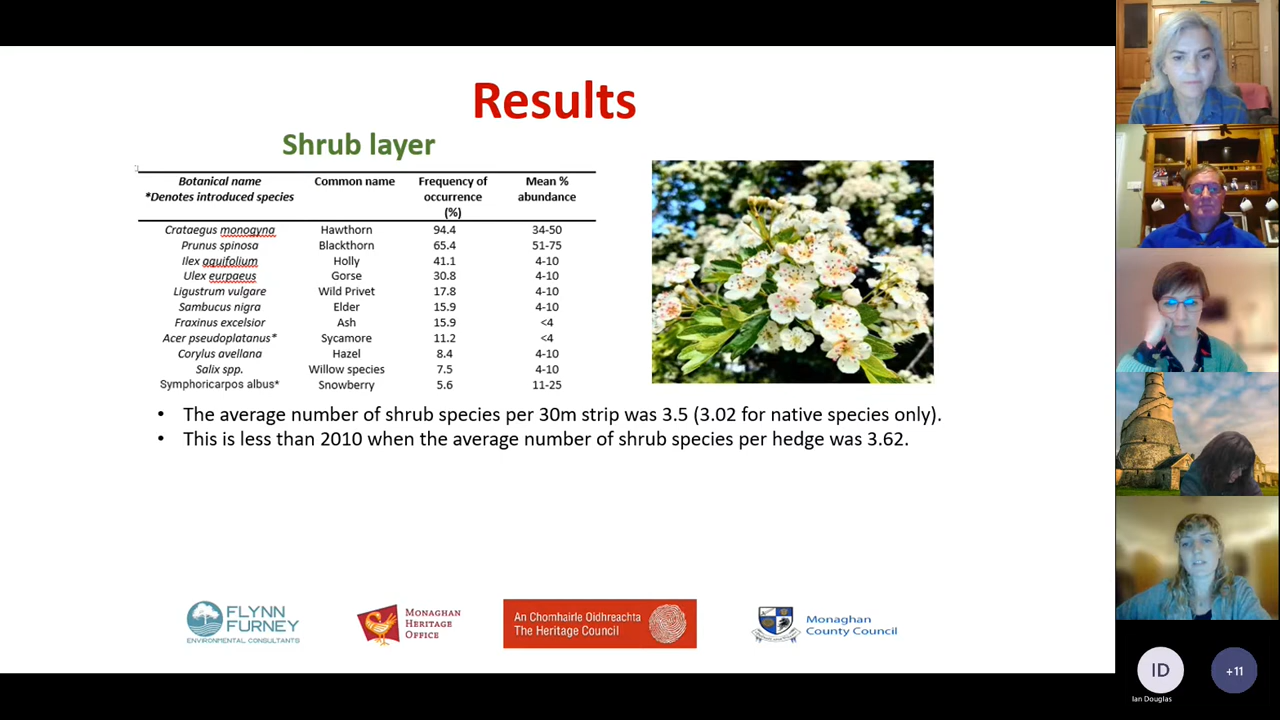 Results
Shrub layer
Botanical name Common name Frequency of Mean %
*Denotes introduced species occurrence abundance
(%)
Crataegus monogyna Hawthorn 94.4 34-50
Prunus spinosa Blackthorn 65.4 51-75
Ilex aquifolium Holly 41.1 4-10
Ulex eurpaeus Gorse 30.8 4-10
Ligustrum vulgare Wild Privet 17.8 4-10
Sambucus nigra Elder 15.9 4-10
Fraxinus excelsior Ash 15.9 <4
Acer pseudoplatanus* Sycamore 11.2 <4
Corylus avellana Hazel 8.4 4-10
Salix spp. Willow species 7.5 4-10
Symphoricarpos albus* Snowberry 5.6 11-25
• The average number of shrub species per 30m strip was 3.5 (3.02 for native species only).
• This is less than 2010 when the average number of shrub species per hedge was 3.62.
FLYNN
FURNEY
ENVIRONMENTAL CONSULTANTS
MONAGHAN
HERITAGE
OFFICE
An Chomhairle Oidhreachta
The Heritage Council
Monaghan
County Council
ID
Ian Douglas
+11